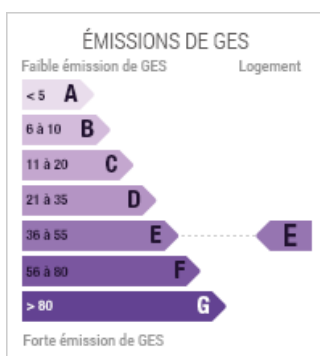 ÉMISSIONS DE GES
Faible émission de GES Logement
< 5 A
6 à 10 B
11 à 20 C
21 à 35 D
36 à 55 E E
56 à 80 F
> 80 G
Forte émission de GES